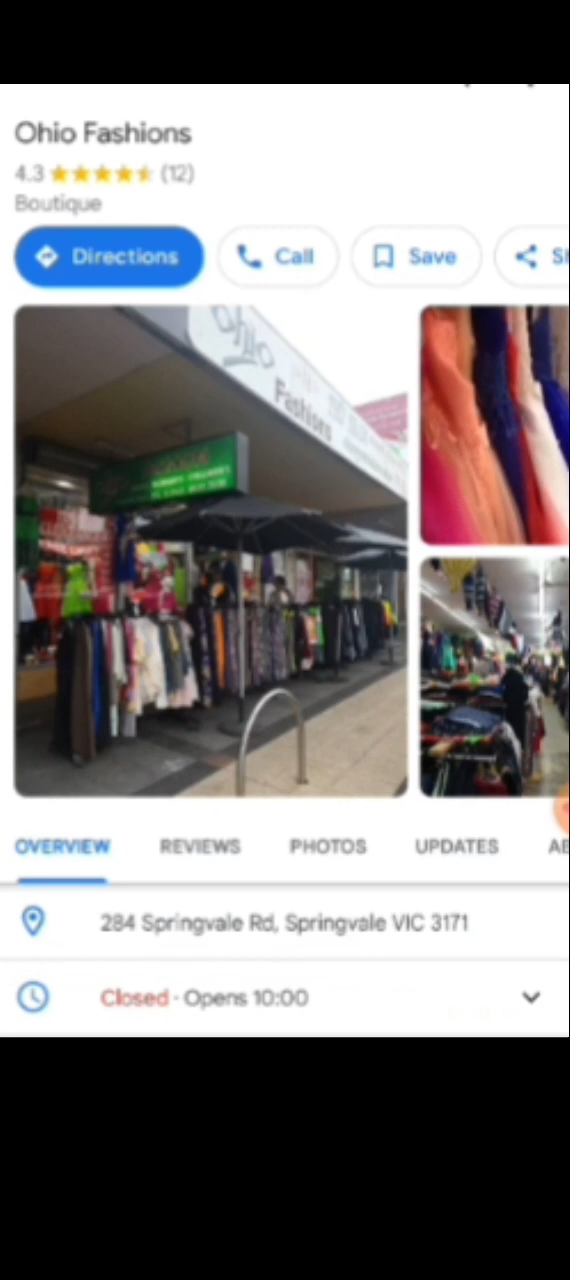 Ohio Fashions
4.3 (12)
Boutique
Directions
Call
Save
Ohio
Fashions
OVERVIEW
REVIEWS
PHOTOS
UPDATES
284 Springvale Rd, Springvale VIC 3171
Closed · Opens 10:00